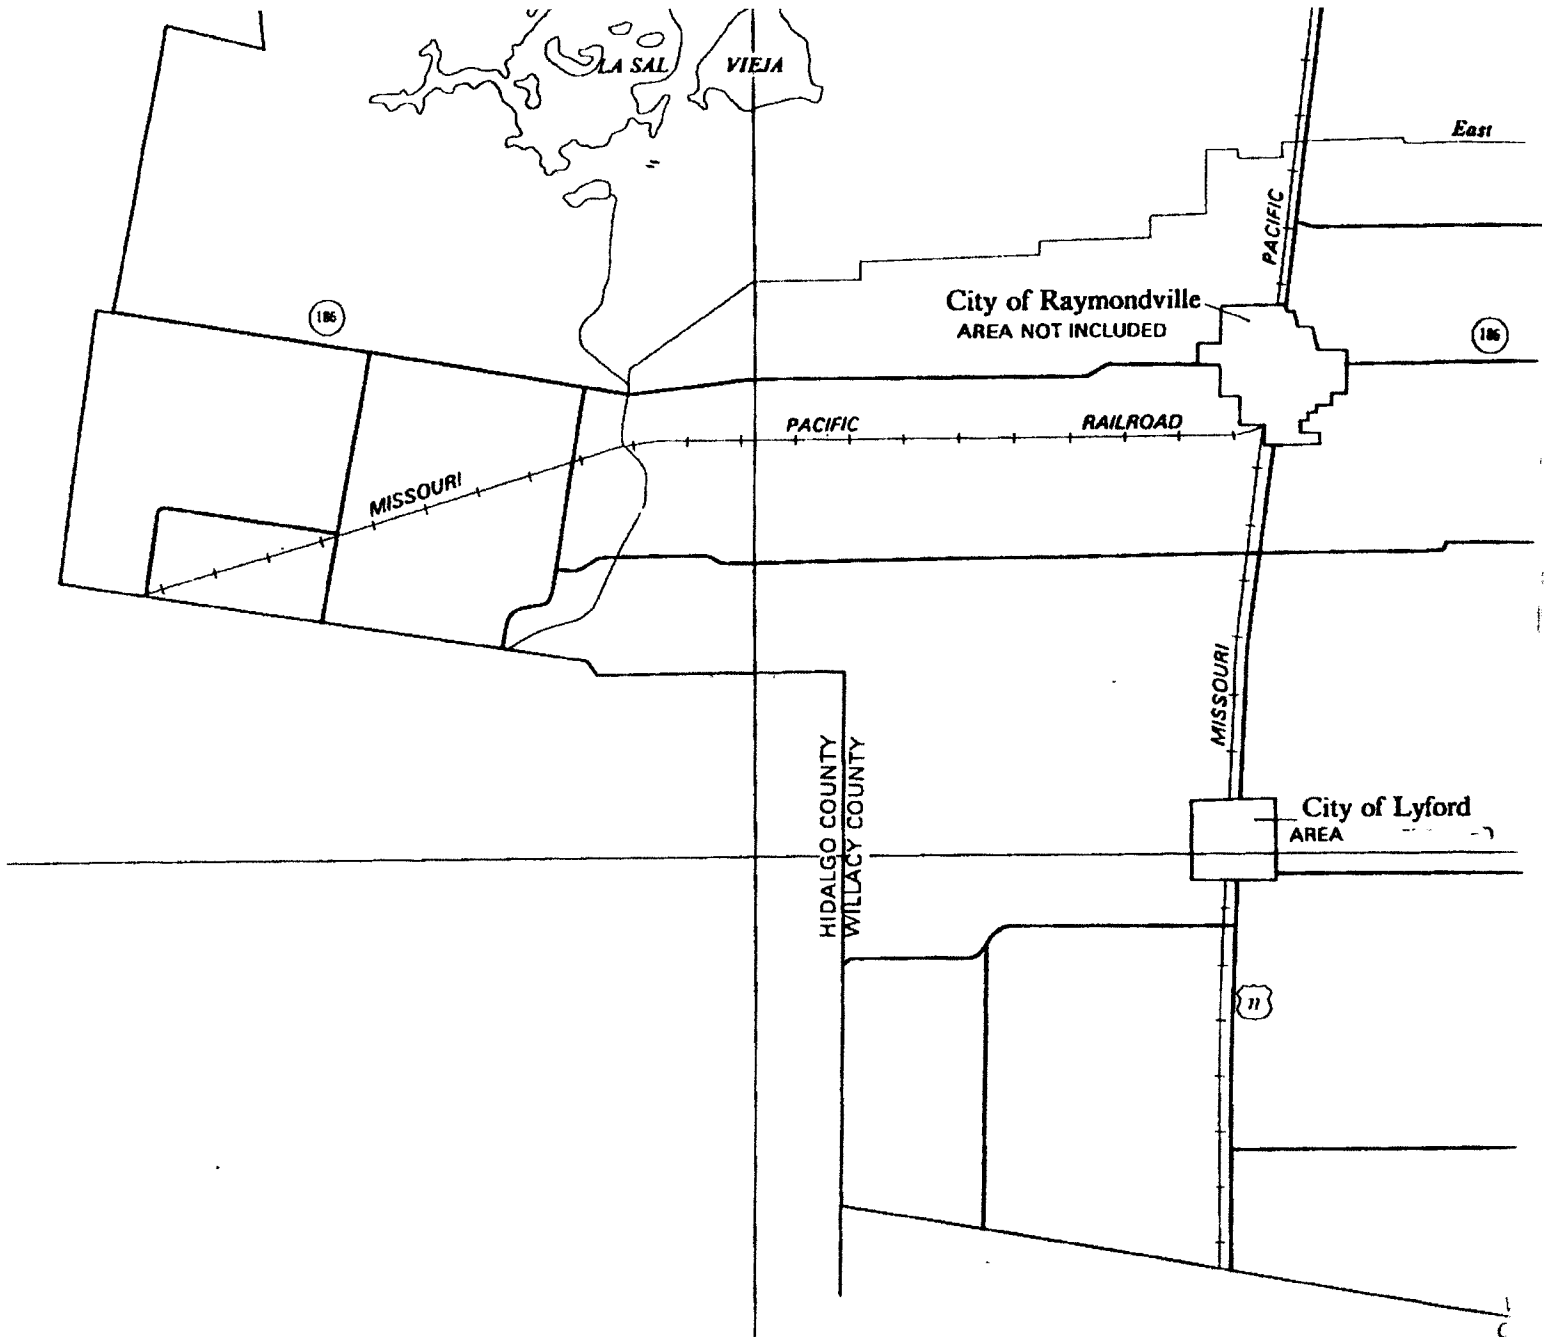 LA SAL VIEJA
East
PACIFIC
City of Raymondville
AREA NOT INCLUDED
186
186
PACIFIC RAILROAD
MISSOURI
MISSOURI
HIDALGO COUNTY
WILLACY COUNTY
City of Lyford
AREA
77